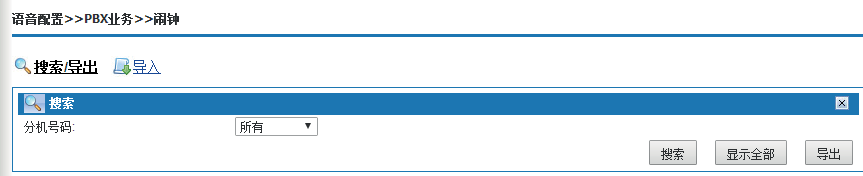 语音配置>>PBX业务>>闹钟
搜索/导出 导入
搜索
分机号码: 所有
搜索 显示全部 导出